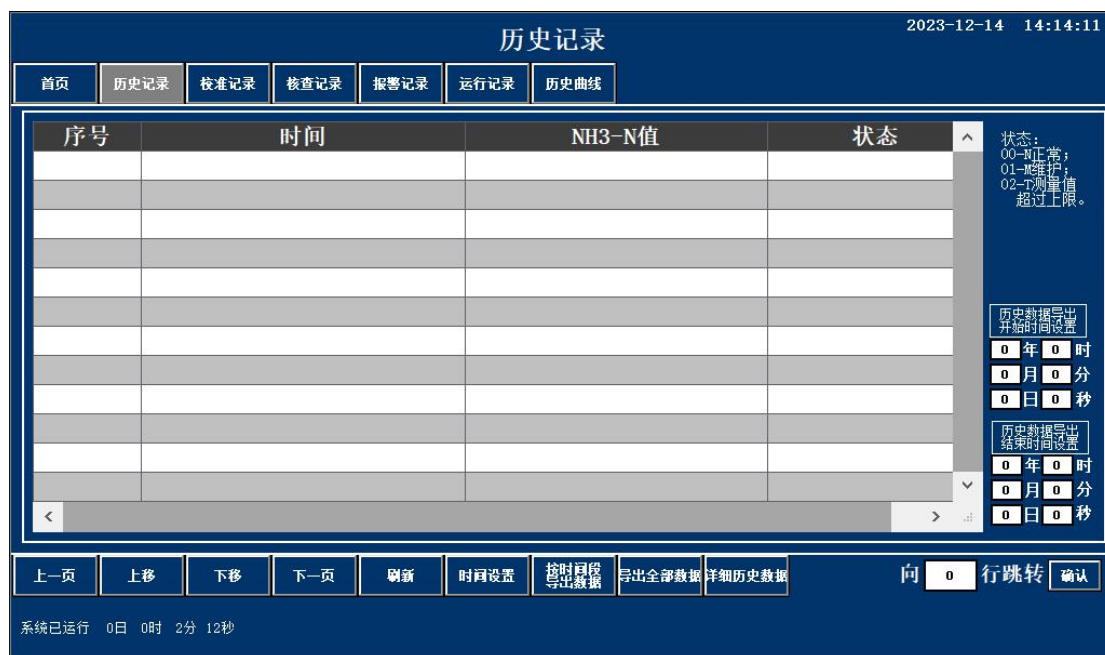 历史记录
2023-12-14 14:14:11
首页 历史记录 校准记录 核查记录 报警记录 运行记录 历史曲线
序号 时间 NH3-N值 状态
状态：
00-N正常；
01-M维护；
02-T测量值
超过上限。
历史数据导出
开始时间设置
0 年 0 时
0 月 0 分
0 日 0 秒
历史数据导出
结束时间设置
0 年 0 时
0 月 0 分
0 日 0 秒
上一页 上移 下移 下一页 刷新 时间设置 按时间段
导出数据 导出全部数据 详细历史数据 向 0 行跳转 确认
系统已运行 0日 0时 2分 12秒